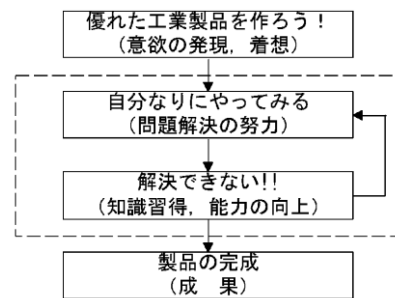 優れた工業製品を作ろう！
（意欲の発現，着想）
自分なりにやってみる
（問題解決の努力）
解決できない!!
（知識習得，能力の向上）
製品の完成
（成　果）